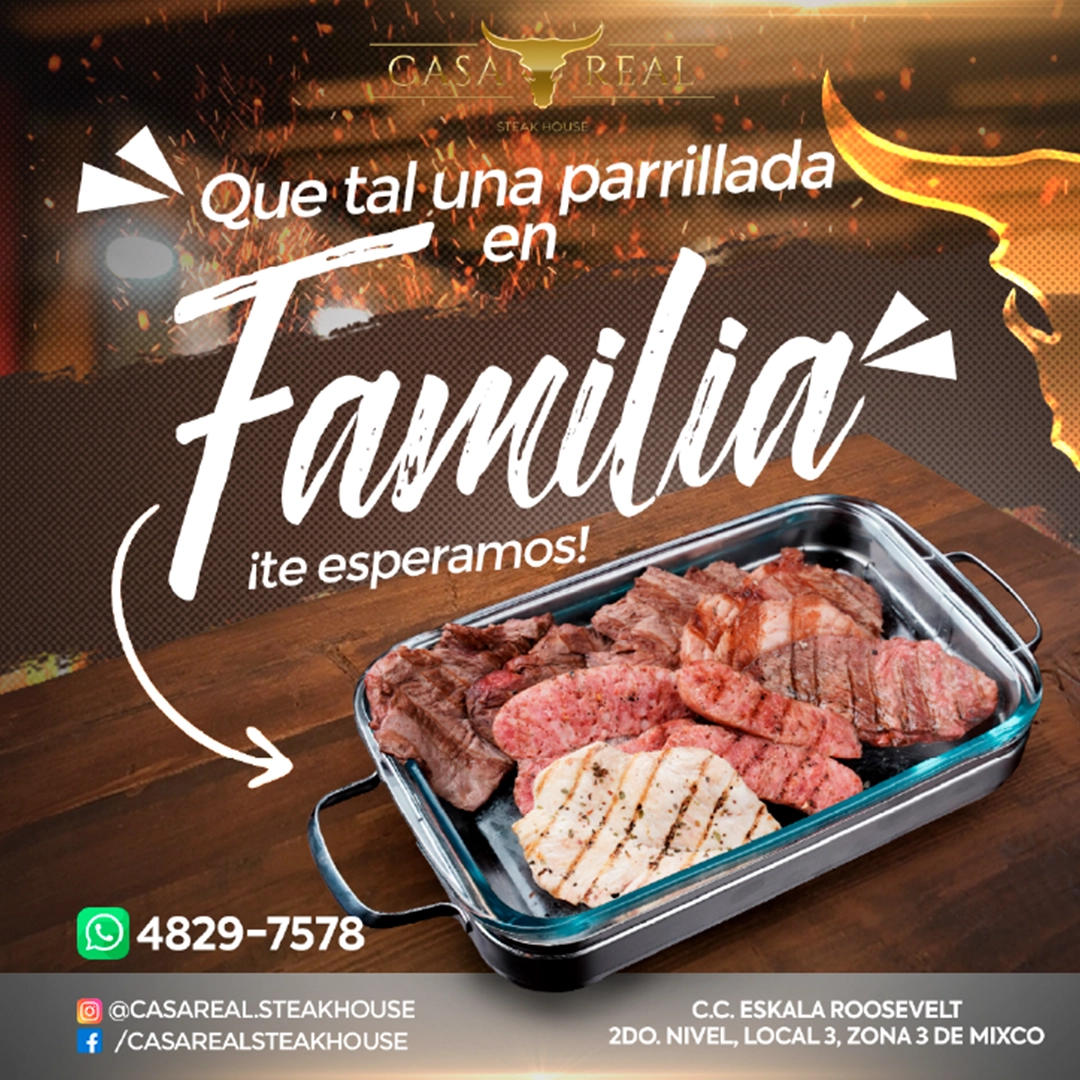 CASA REAL
STEAK HOUSE
Que tal una parrillada
en
Familia
¡te esperamos!
4829-7578
@CASAREAL.STEAKHOUSE
/CASAREALSTEAKHOUSE
C.C. ESKALA ROOSEVELT
2DO. NIVEL, LOCAL 3, ZONA 3 DE MIXCO